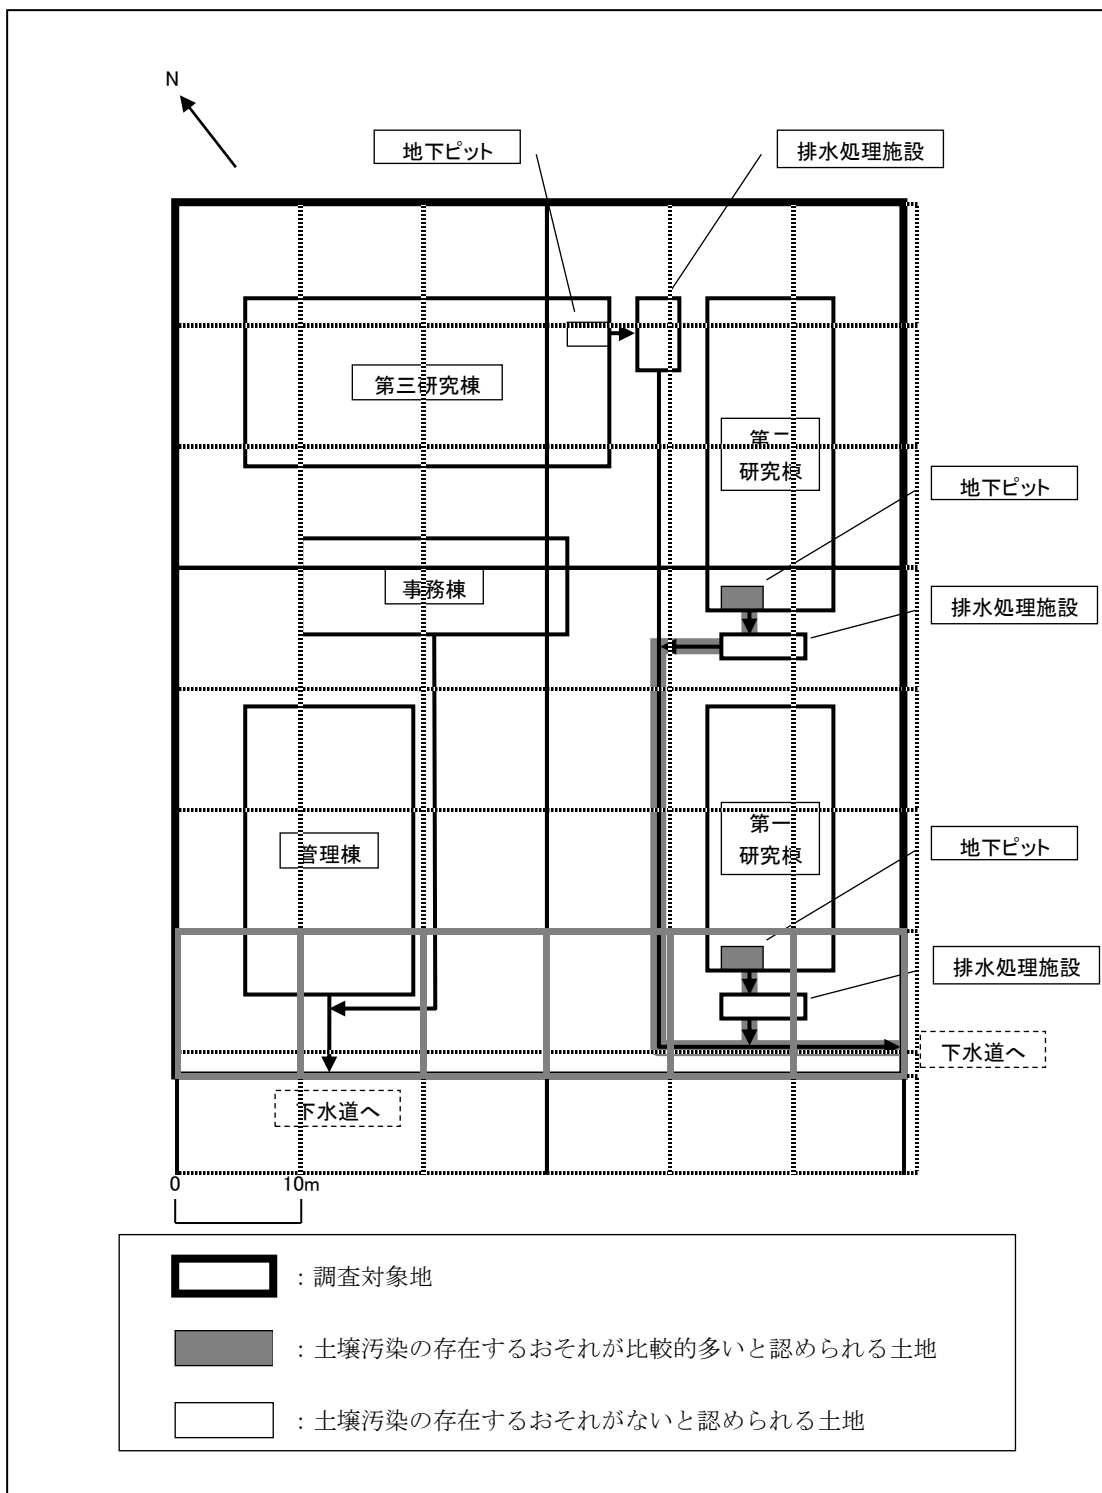 N
地下ピット
排水処理施設
第三研究棟
第二
研究棟
地下ピット
事務棟
排水処理施設
第一
研究棟
管理棟
地下ピット
排水処理施設
下水道へ
下水道へ
0
10m
：調査対象地
：土壌汚染の存在するおそれが比較的多いと認められる土地
：土壌汚染の存在するおそれがないと認められる土地